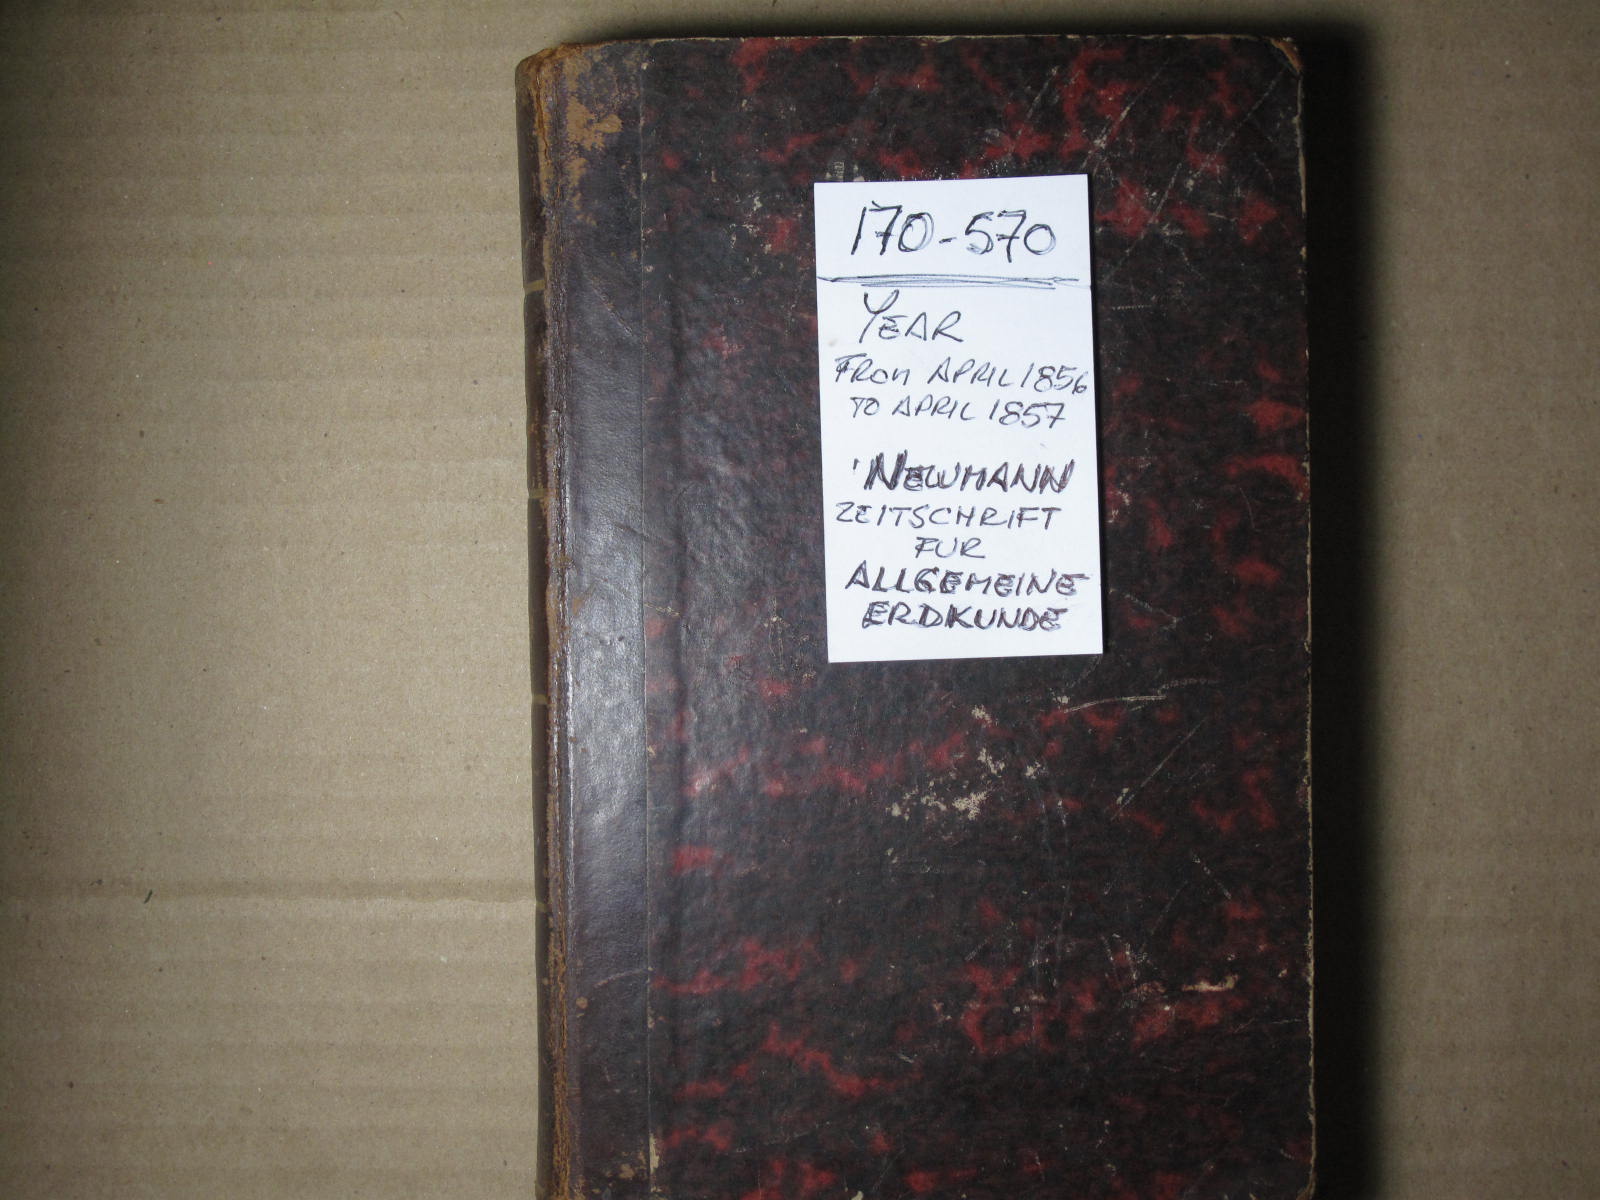 170-570
YEAR
FROM APRIL 1856
TO APRIL 1857
'NEWMANN
ZEITSCHRIFT
FUR
ALLGEMEINE
ERDKUNDE